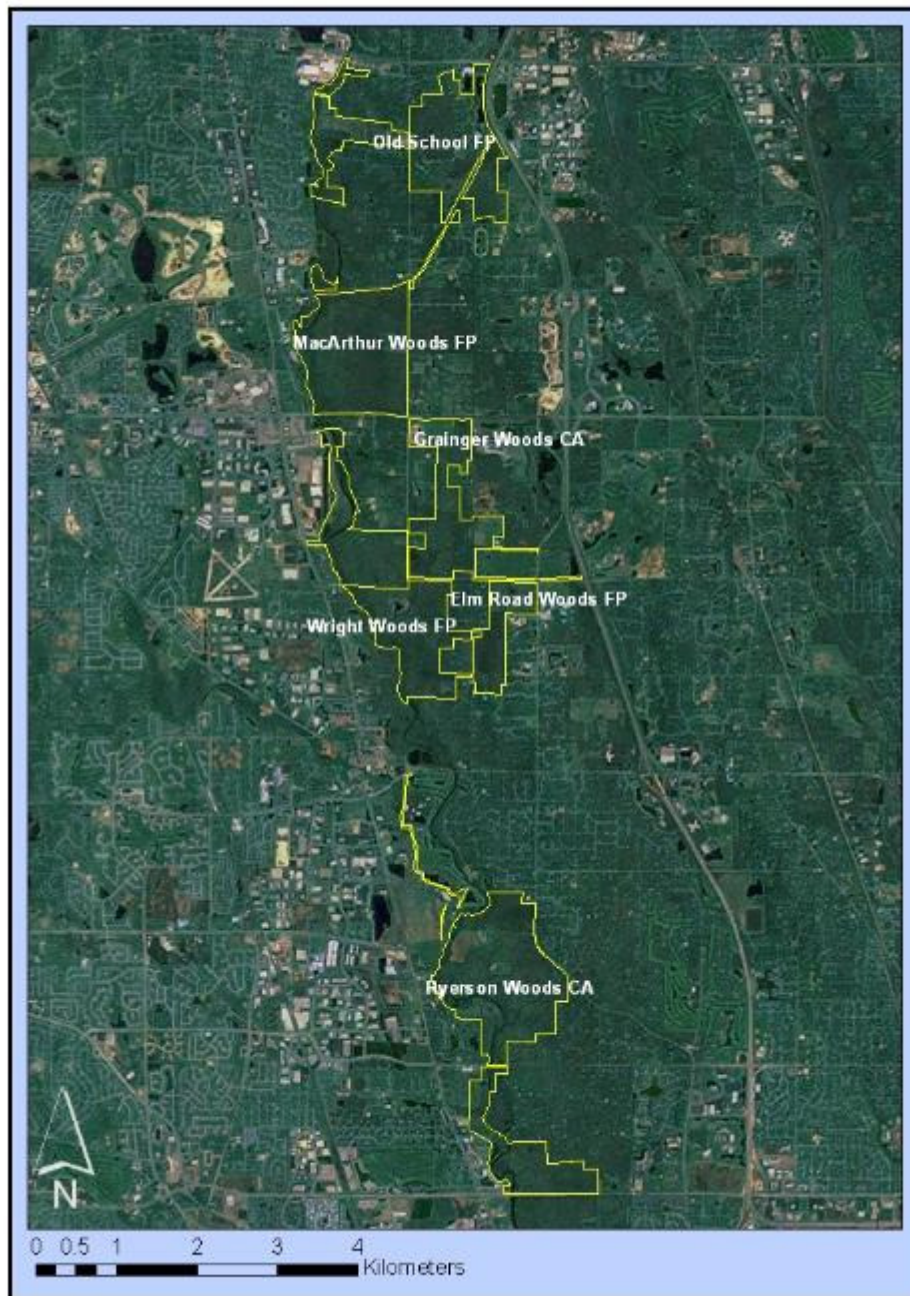 Old School FP
MacArthur Woods FP
Grainger Woods CA
Elm Road Woods FP
Wright Woods FP
Ryerson Woods CA
N
0 0.5 1 2 3 4
Kilometers